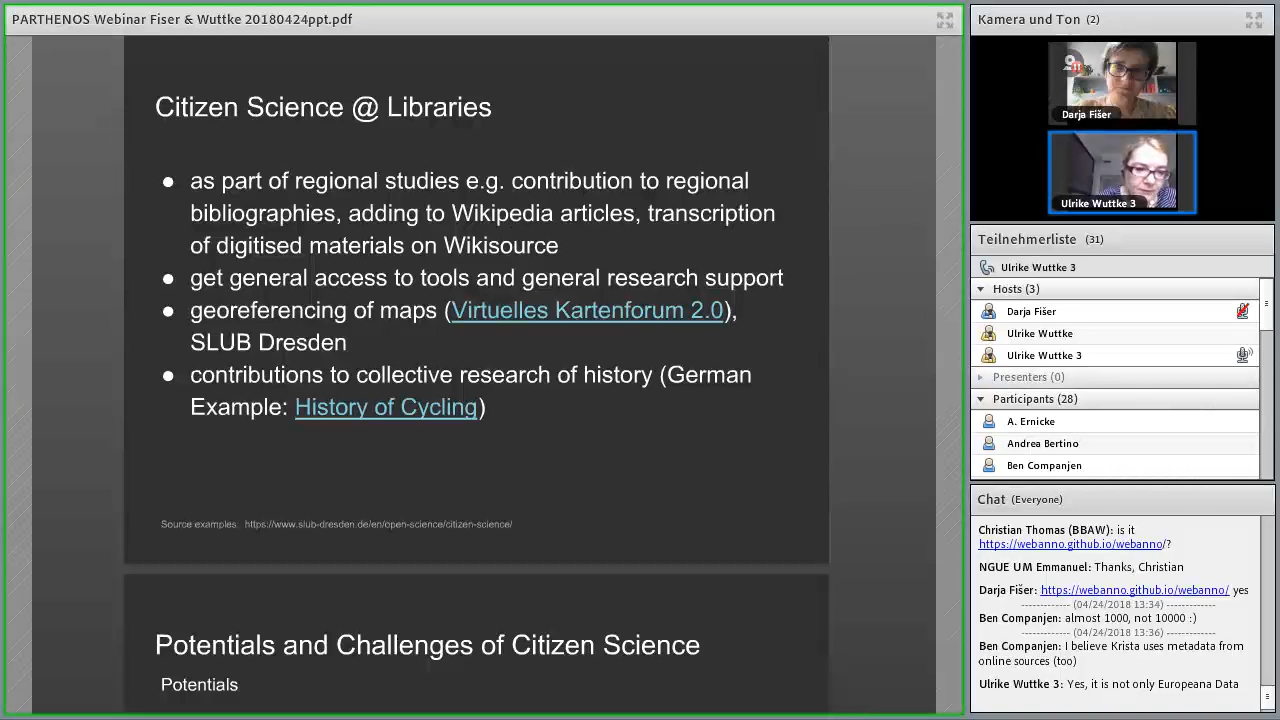 PARTHENOS Webinar Fiser & Wuttke 20180424ppt.pdf
Citizen Science @ Libraries
● as part of regional studies e.g. contribution to regional
bibliographies, adding to Wikipedia articles, transcription
of digitised materials on Wikisource
● get general access to tools and general research support
● georeferencing of maps (Virtuelles Kartenforum 2.0),
SLUB Dresden
● contributions to collective research of history (German
Example: History of Cycling)
Source examples https://www.slub-dresden.de/en/open-science/citizen-science/
Potentials and Challenges of Citizen Science
Potentials
Kamera und Ton (2)
Darja Fišer
Ulrike Wuttke 3
Teilnehmerliste (31)
Ulrike Wuttke 3
Hosts (3)
Darja Fišer
Ulrike Wuttke
Ulrike Wuttke 3
Presenters (0)
Participants (28)
A. Ernicke
Andrea Bertino
Ben Companjen
Chat (Everyone)
Christian Thomas (BBAW): is it
https://webanno.github.io/webanno/?
NGUE UM Emmanuel: Thanks, Christian
Darja Fišer: https://webanno.github.io/webanno/ yes
------------- (04/24/2018 13:34) -------------
Ben Companjen: almost 1000, not 10000 :)
------------- (04/24/2018 13:36) -------------
Ben Companjen: I believe Krista uses metadata from
online sources (too)
Ulrike Wuttke 3: Yes, it is not only Europeana Data